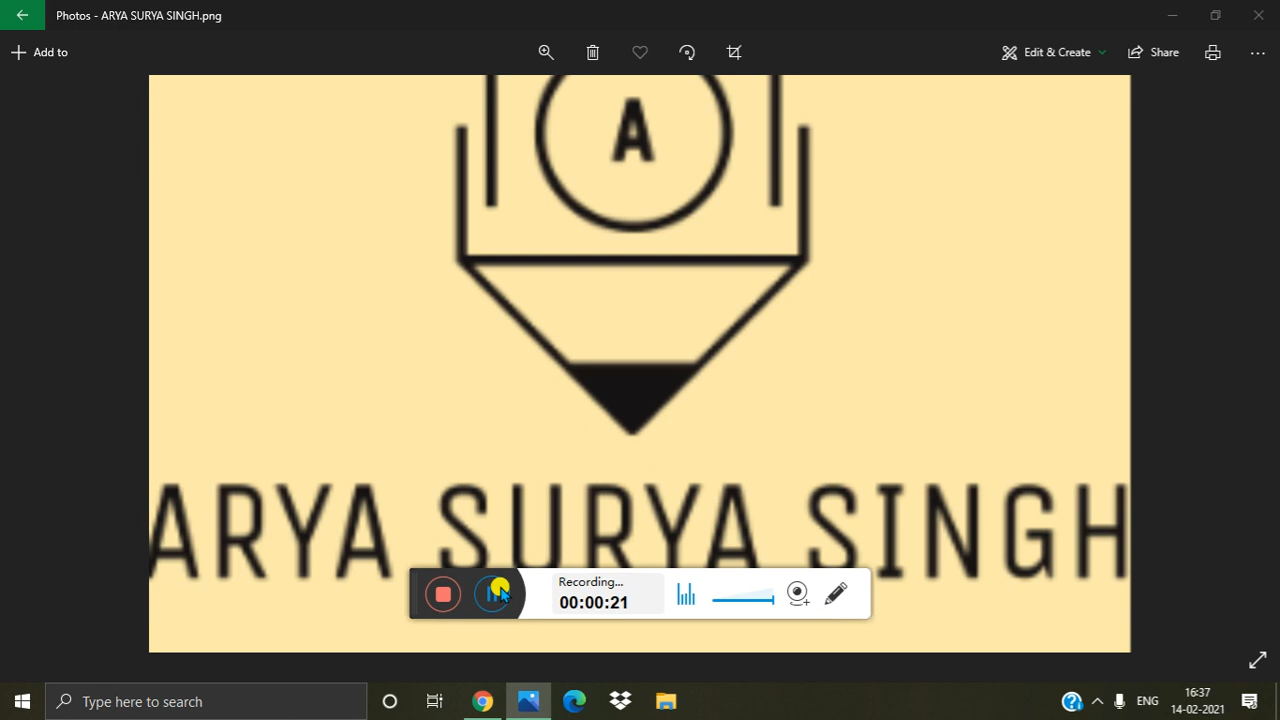 Photos - ARYA SURYA SINGH.png
Add to
Edit & Create
Share
A
ARYA SURYA SINGH
Recording...
00:00:21
Type here to search
ENG
16:37
14-02-2021